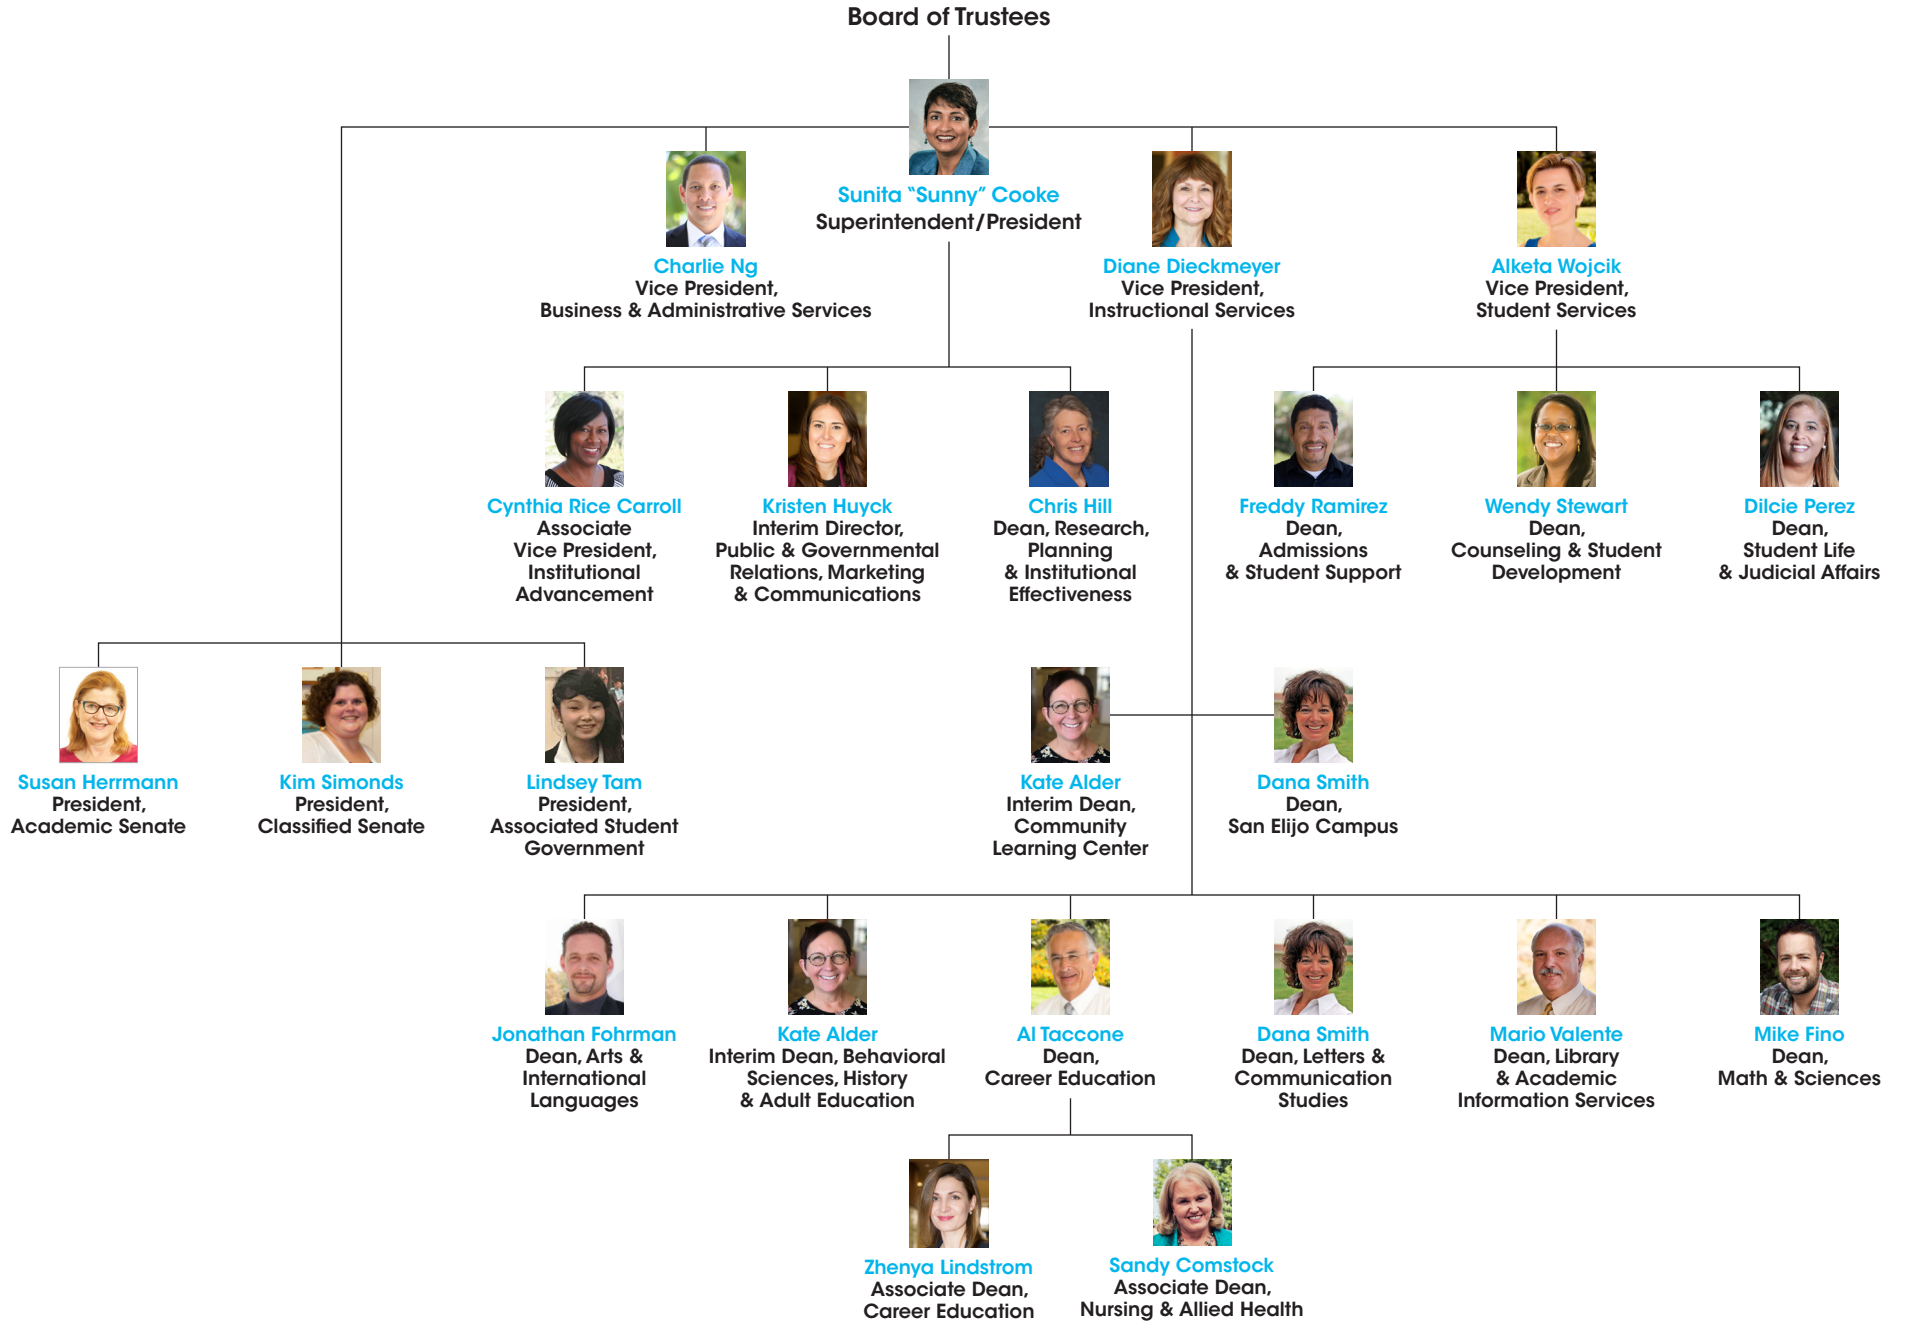 Board of Trustees
Sunita “Sunny” Cooke
Superintendent/President
Charlie Ng
Vice President,
Business & Administrative Services
Diane Dieckmeyer
Vice President,
Instructional Services
Alketa Wojcik
Vice President,
Student Services
Cynthia Rice Carroll
Associate
Vice President,
Institutional
Advancement
Kristen Huyck
Interim Director,
Public & Governmental
Relations, Marketing
& Communications
Chris Hill
Dean, Research,
Planning
& Institutional
Effectiveness
Freddy Ramirez
Dean,
Admissions
& Student Support
Wendy Stewart
Dean,
Counseling & Student
Development
Dilcie Perez
Dean,
Student Life
& Judicial Affairs
Susan Herrmann
President,
Academic Senate
Kim Simonds
President,
Classified Senate
Lindsey Tam
President,
Associated Student
Government
Kate Alder
Interim Dean,
Community
Learning Center
Dana Smith
Dean,
San Elijo Campus
Jonathan Fohrman
Dean, Arts &
International
Languages
Kate Alder
Interim Dean, Behavioral
Sciences, History
& Adult Education
Al Taccone
Dean,
Career Education
Dana Smith
Dean, Letters &
Communication
Studies
Mario Valente
Dean, Library
& Academic
Information Services
Mike Fino
Dean,
Math & Sciences
Zhenya Lindstrom
Associate Dean,
Career Education
Sandy Comstock
Associate Dean,
Nursing & Allied Health